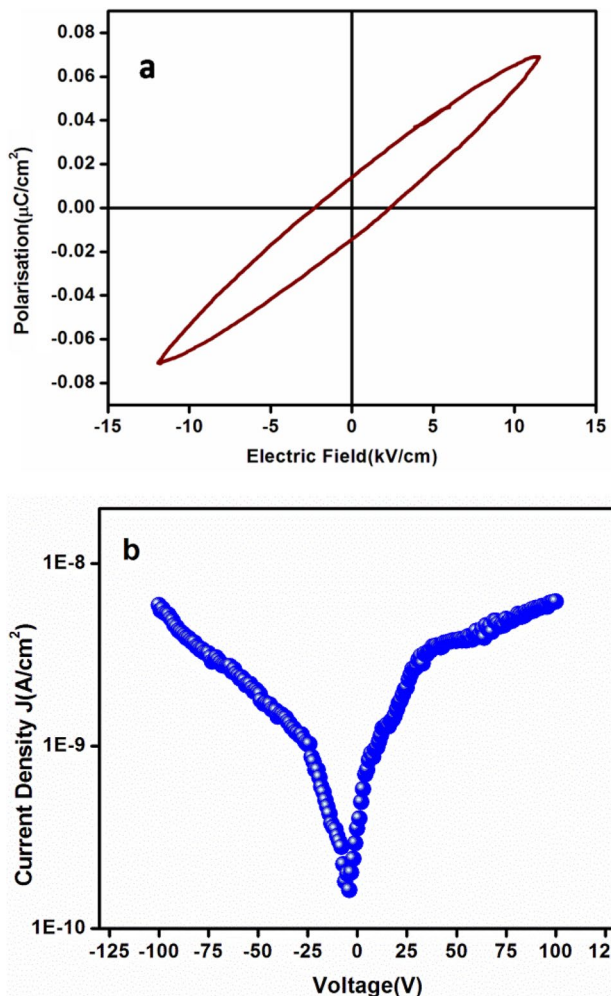 a
0.08
0.06
0.04
0.02
0.00
-0.02
-0.04
-0.06
-0.08
Polarisation(μC/cm²)
-15 -10 -5 0 5 10 15
Electric Field(kV/cm)
b
1E-8
1E-9
1E-10
Current Density J(A/cm²)
-125 -100 -75 -50 -25 0 25 50 75 100
Voltage(V)